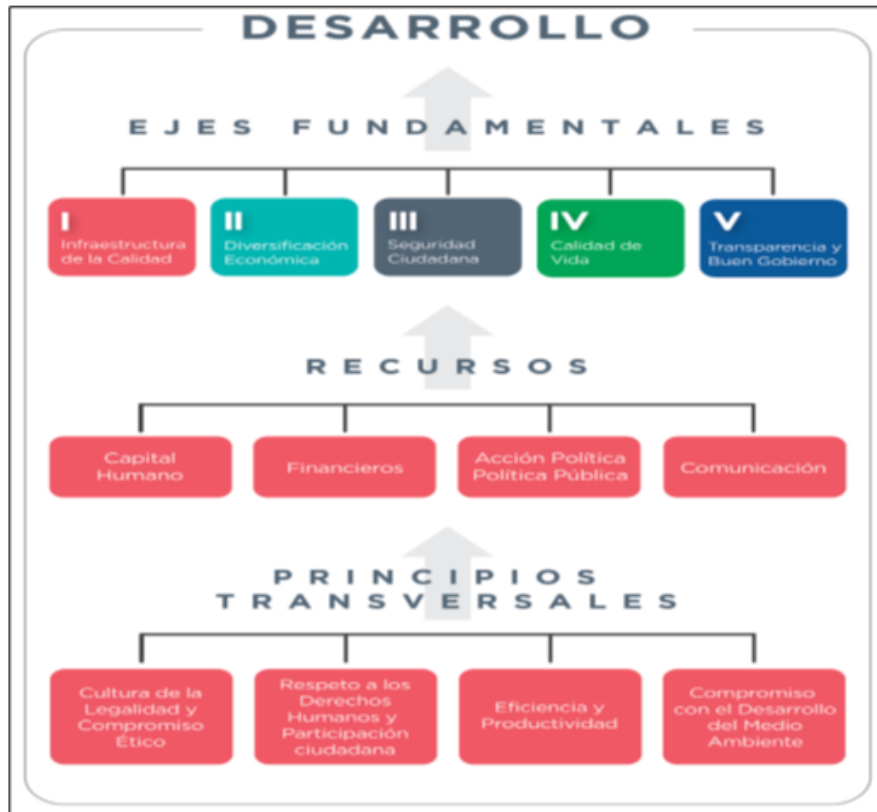 DESARROLLO
EJES FUNDAMENTALES
I
Infraestructura
de la Calidad
II
Diversificación
Económica
III
Seguridad
Ciudadana
IV
Calidad de
Vida
V
Transparencia y
Buen Gobierno
RECURSOS
Capital
Humano
Financieros
Acción Política
Política Pública
Comunicación
PRINCIPIOS
TRANSVERSALES
Cultura de la
Legalidad y
Compromiso
Ético
Respeto a los
Derechos
Humanos y
Participación
ciudadana
Eficiencia y
Productividad
Compromiso
con el Desarrollo
del Medio
Ambiente